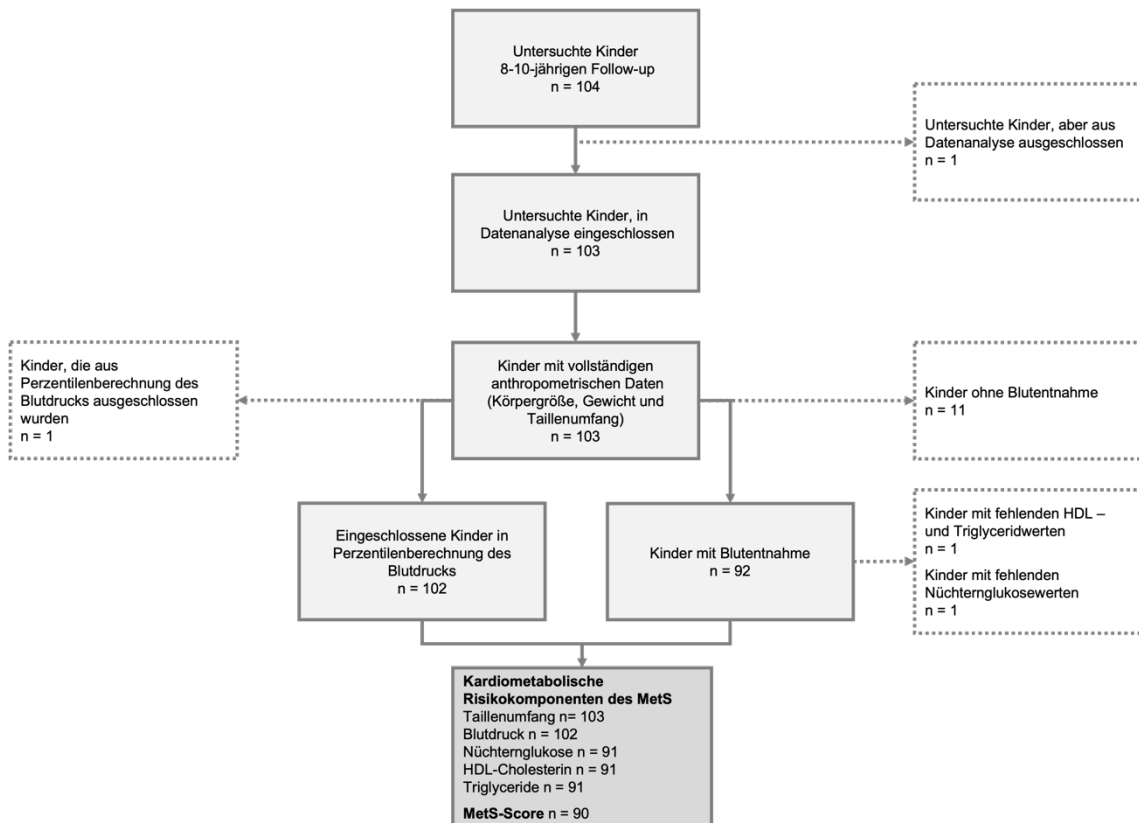 Untersuchte Kinder
8-10-jährigen Follow-up
n = 104
Untersuchte Kinder, aber aus
Datenanalyse ausgeschlossen
n = 1
Untersuchte Kinder, in
Datenanalyse eingeschlossen
n = 103
Kinder, die aus
Perzentilenberechnung des
Blutdrucks ausgeschlossen
wurden
n = 1
Kinder mit vollständigen
anthropometrischen Daten
(Körpergröße, Gewicht und
Taillenumfang)
n = 103
Kinder ohne Blutentnahme
n = 11
Eingeschlossene Kinder in
Perzentilenberechnung des
Blutdrucks
n = 102
Kinder mit Blutentnahme
n = 92
Kinder mit fehlenden HDL –
und Triglyceridwerten
n = 1
Kinder mit fehlenden
Nüchternglukosewerten
n = 1
Kardiometabolische
Risikokomponenten des MetS
Taillenumfang n= 103
Blutdruck n = 102
Nüchternglukose n = 91
HDL-Cholesterin n = 91
Triglyceride n = 91
MetS-Score n = 90